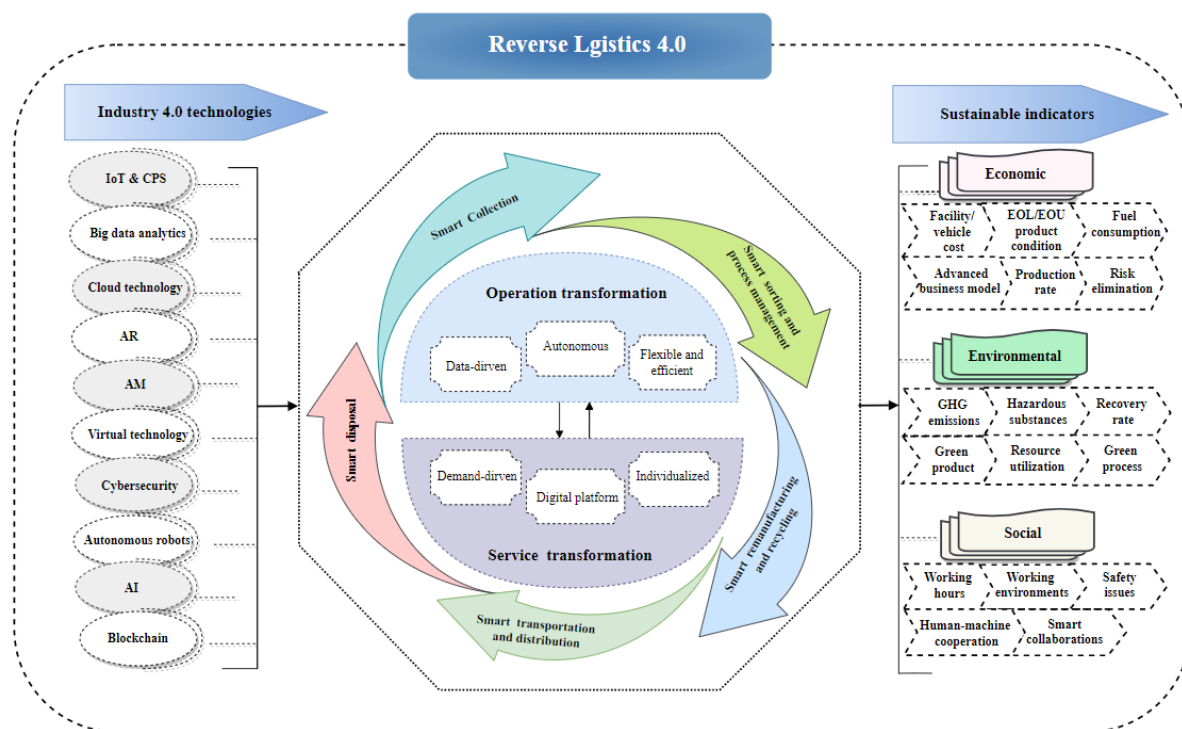 Reverse Lgistics 4.0
Industry 4.0 technologies
IoT & CPS
Big data analytics
Cloud technology
AR
AM
Virtual technology
Cybersecurity
Autonomous robots
AI
Blockchain
Smart Collection
Smart sorting and
process management
Smart remanufacturing
and recycling
Smart transportation
and distribution
Smart disposal
Operation transformation
Data-dirven
Autonomous
Flexible and
efficient
Demand-dirven
Digital platform
Individualized
Service transformation
Sustainable indicators
Economic
Facility/
vehicle
cost
EOL/EOU
product
condition
Fuel
consumption
Advanced
business model
Production
rate
Risk
elimination
Environmental
GHG
emissions
Hazardous
substances
Recovery
rate
Green
product
Resource
utilization
Green
process
Social
Working
hours
Working
environments
Safety
issues
Human-machine
cooperation
Smart
collaborations